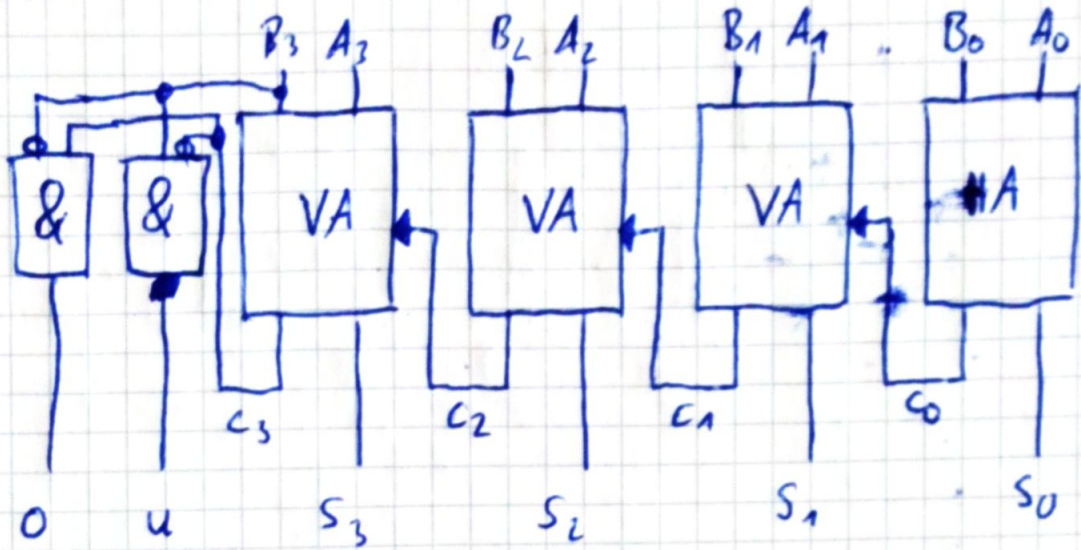 B3 A3 BL A2 B1 A1 B0 A0
& & VA VA VA HA
C3 C2 C1 C0
O U S3 S2 S1 S0